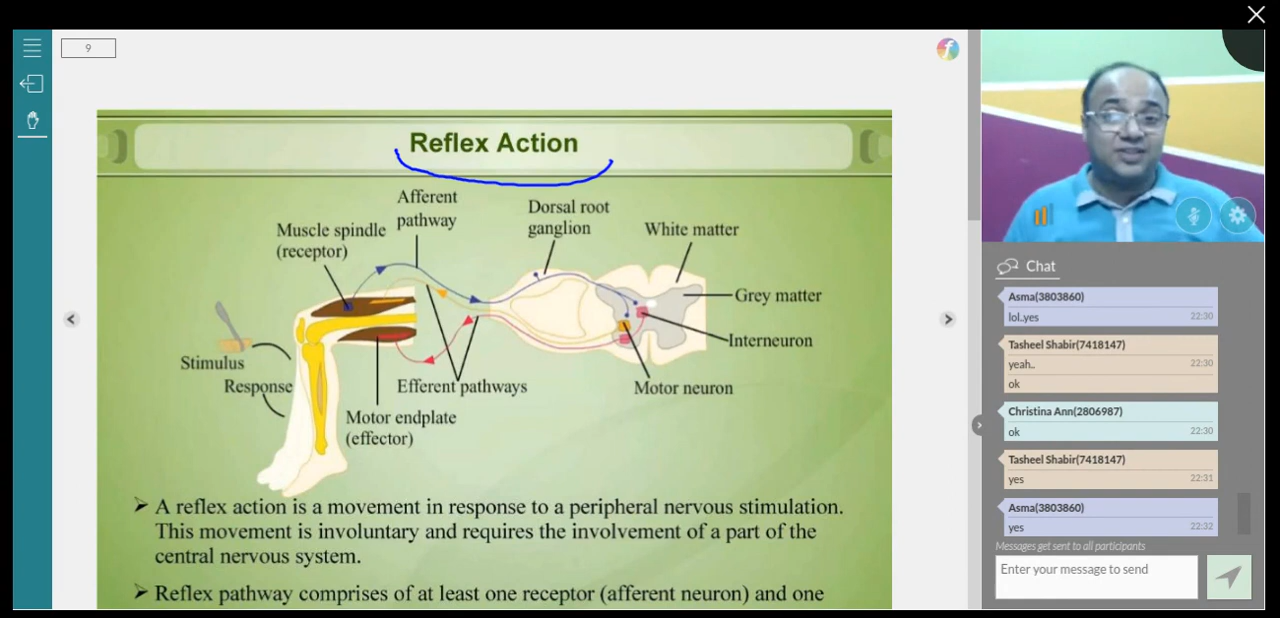 9
Reflex Action
Afferent
pathway
Muscle spindle
(receptor)
Dorsal root
ganglion
White matter
Grey matter
Interneuron
Motor neuron
Stimulus
Response
Efferent pathways
Motor endplate
(effector)
A reflex action is a movement in response to a peripheral nervous stimulation.
This movement is involuntary and requires the involvement of a part of the
central nervous system.
Reflex pathway comprises of at least one receptor (afferent neuron) and one
Chat
Asma(3803860)
lol..yes 22:30
Tasheel Shabir(7418147)
yeah.. 22:30
ok
Christina Ann(2806987)
ok 22:30
Tasheel Shabir(7418147)
yes 22:31
Asma(3803860)
yes 22:32
Messages get sent to all participants
Enter your message to send